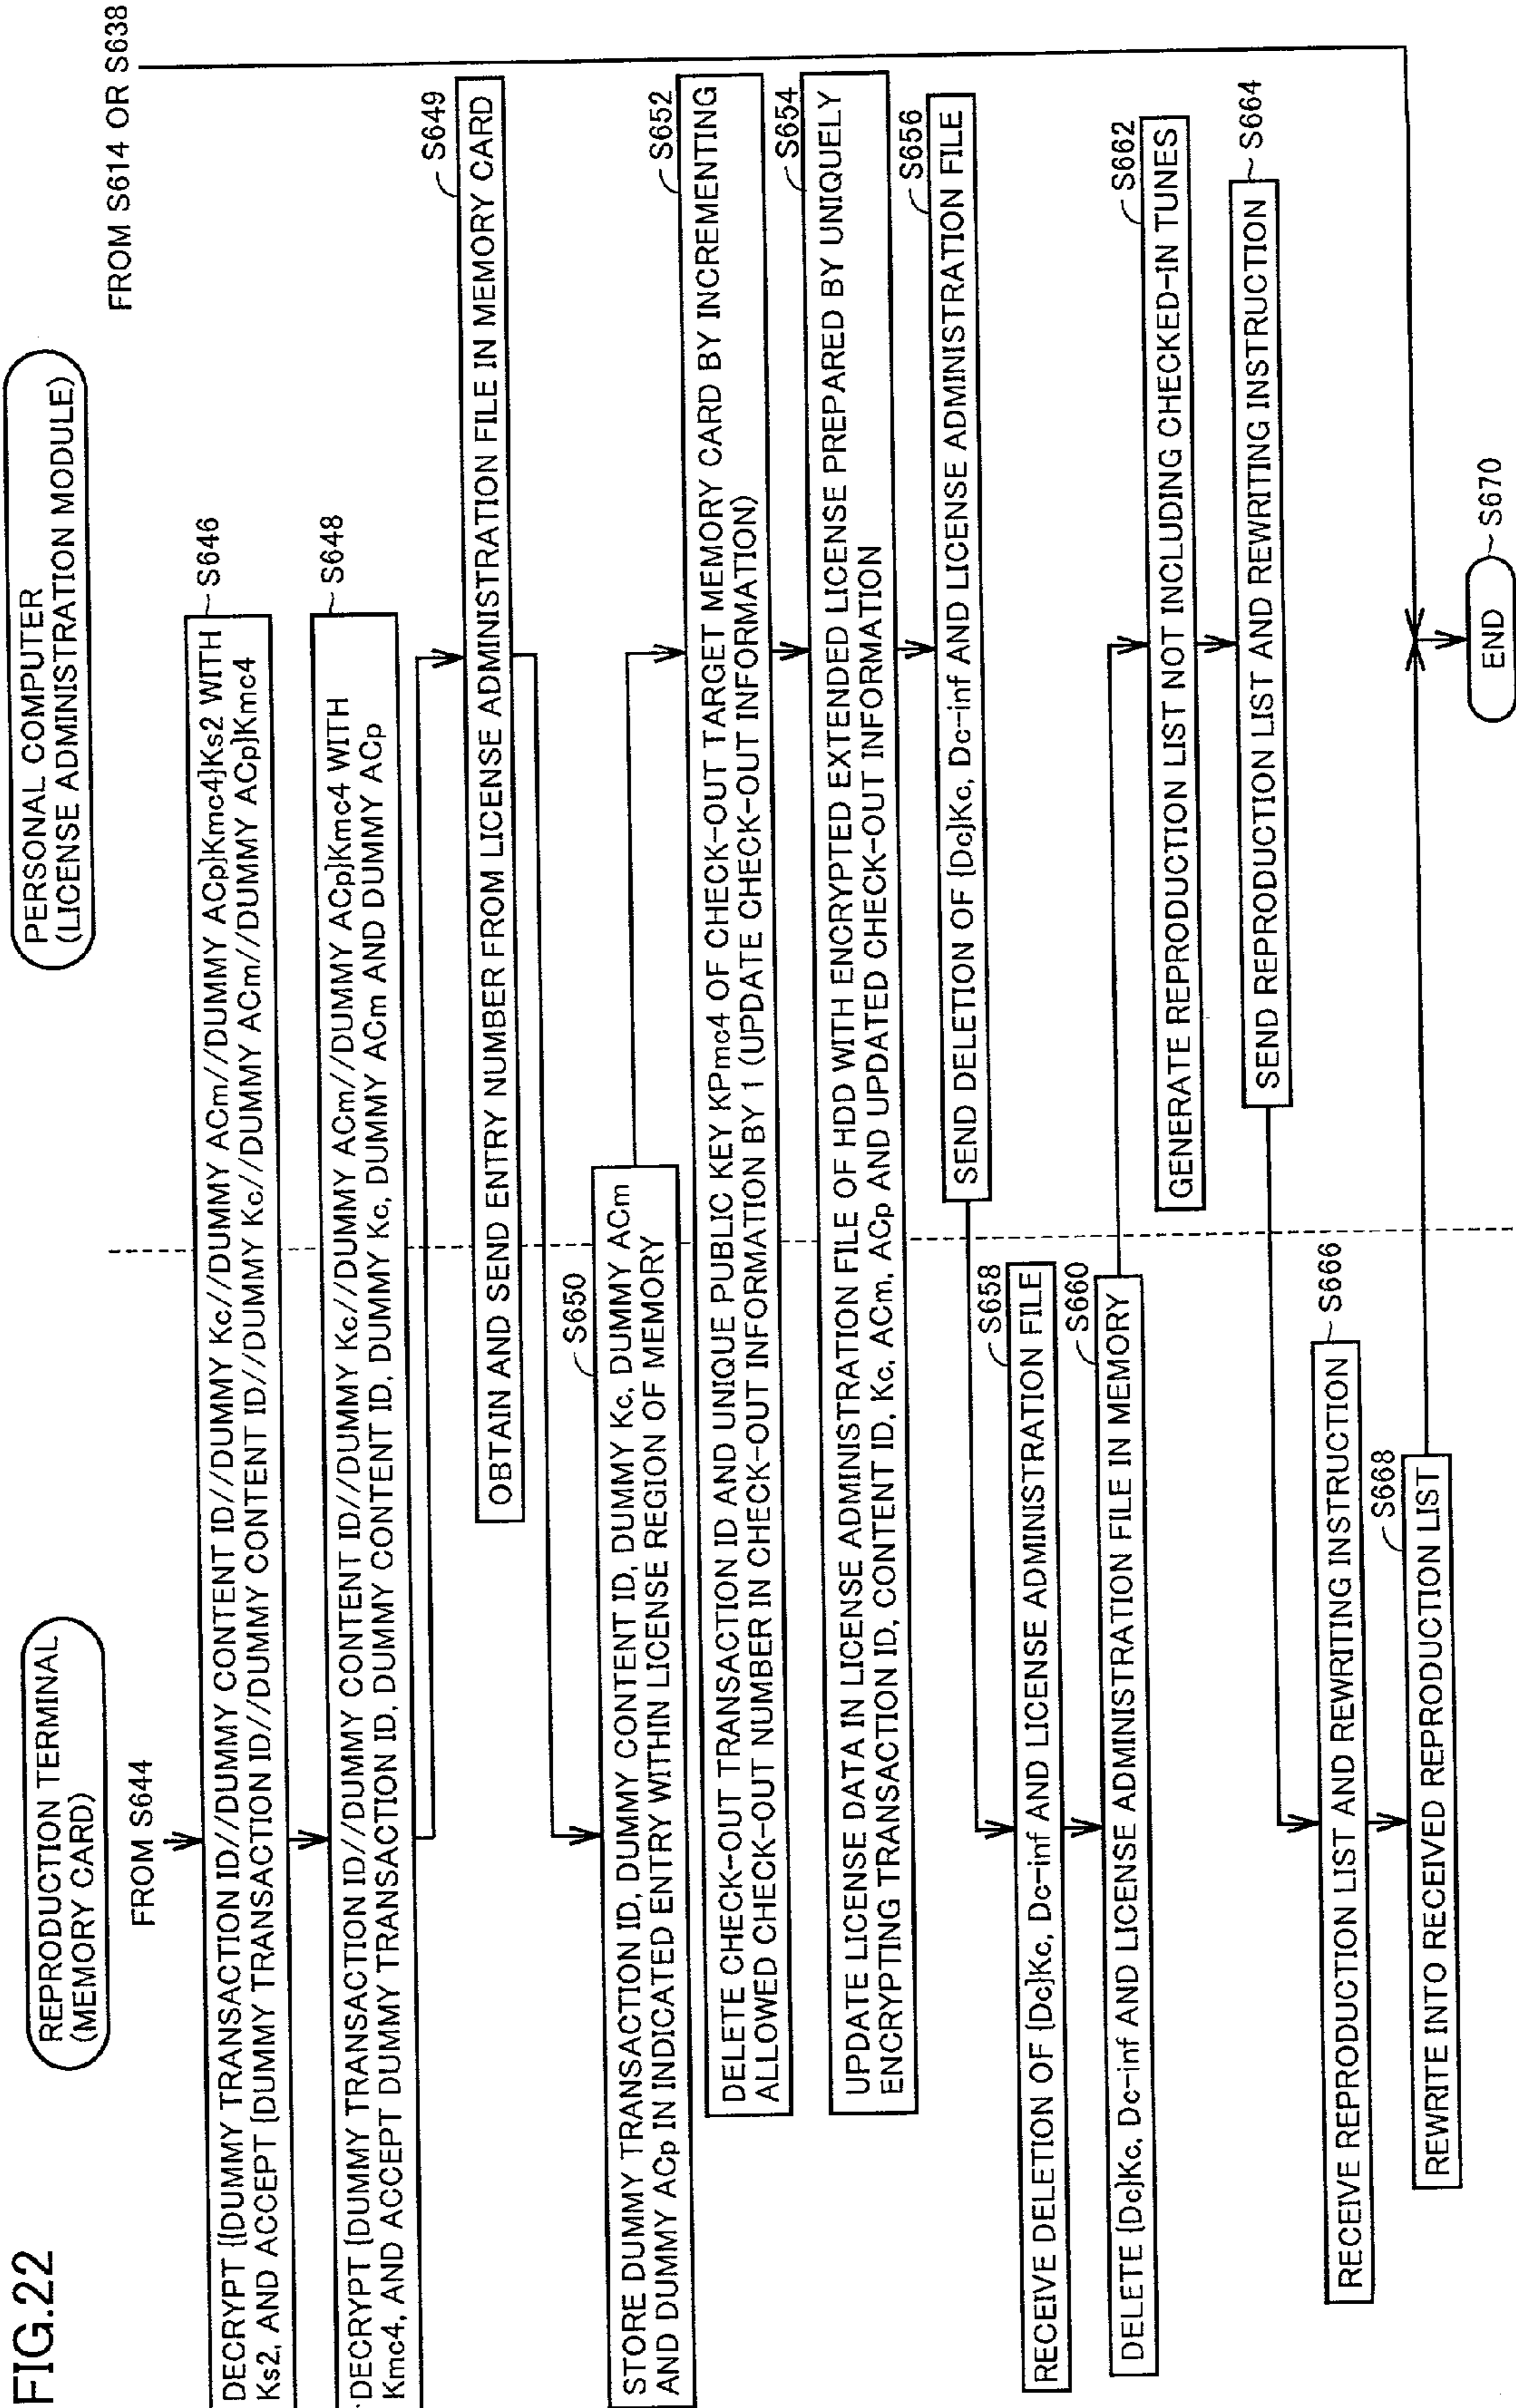 FIG.22
REPRODUCTION TERMINAL
(MEMORY CARD)
PERSONAL COMPUTER
(LICENSE ADMINISTRATION MODULE)
FROM S644
FROM S614 OR S638
DECRYPT {{DUMMY TRANSACTION ID//DUMMY CONTENT ID//DUMMY Kc//DUMMY ACm//DUMMY ACp}Kmc4}Ks2 WITH
Ks2, AND ACCEPT {DUMMY TRANSACTION ID//DUMMY CONTENT ID//DUMMY Kc//DUMMY ACm//DUMMY ACp}Kmc4
S646
DECRYPT {DUMMY TRANSACTION ID//DUMMY CONTENT ID//DUMMY Kc//DUMMY ACm//DUMMY ACp}Kmc4 WITH
Kmc4, AND ACCEPT DUMMY TRANSACTION ID, DUMMY CONTENT ID, DUMMY Kc, DUMMY ACm AND DUMMY ACp
S648
S649
OBTAIN AND SEND ENTRY NUMBER FROM LICENSE ADMINISTRATION FILE IN MEMORY CARD
S650
STORE DUMMY TRANSACTION ID, DUMMY CONTENT ID, DUMMY Kc, DUMMY ACm
AND DUMMY ACp IN INDICATED ENTRY WITHIN LICENSE REGION OF MEMORY
S652
DELETE CHECK-OUT TRANSACTION ID AND UNIQUE PUBLIC KEY KPmc4 OF CHECK-OUT TARGET MEMORY CARD BY INCREMENTING
ALLOWED CHECK-OUT NUMBER IN CHECK-OUT INFORMATION BY 1 (UPDATE CHECK-OUT INFORMATION)
S654
UPDATE LICENSE DATA IN LICENSE ADMINISTRATION FILE OF HDD WITH ENCRYPTED EXTENDED LICENSE PREPARED BY UNIQUELY
ENCRYPTING TRANSACTION ID, CONTENT ID, Kc, ACm, ACp AND UPDATED CHECK-OUT INFORMATION
S656
SEND DELETION OF {Dc}Kc, Dc-inf AND LICENSE ADMINISTRATION FILE
S658
RECEIVE DELETION OF {Dc}Kc, Dc-inf AND LICENSE ADMINISTRATION FILE
S660
DELETE {Dc}Kc, Dc-inf AND LICENSE ADMINISTRATION FILE IN MEMORY
S662
GENERATE REPRODUCTION LIST NOT INCLUDING CHECKED-IN TUNES
SEND REPRODUCTION LIST AND REWRITING INSTRUCTION
S664
RECEIVE REPRODUCTION LIST AND REWRITING INSTRUCTION
S666
S668
REWRITE INTO RECEIVED REPRODUCTION LIST
END
S670